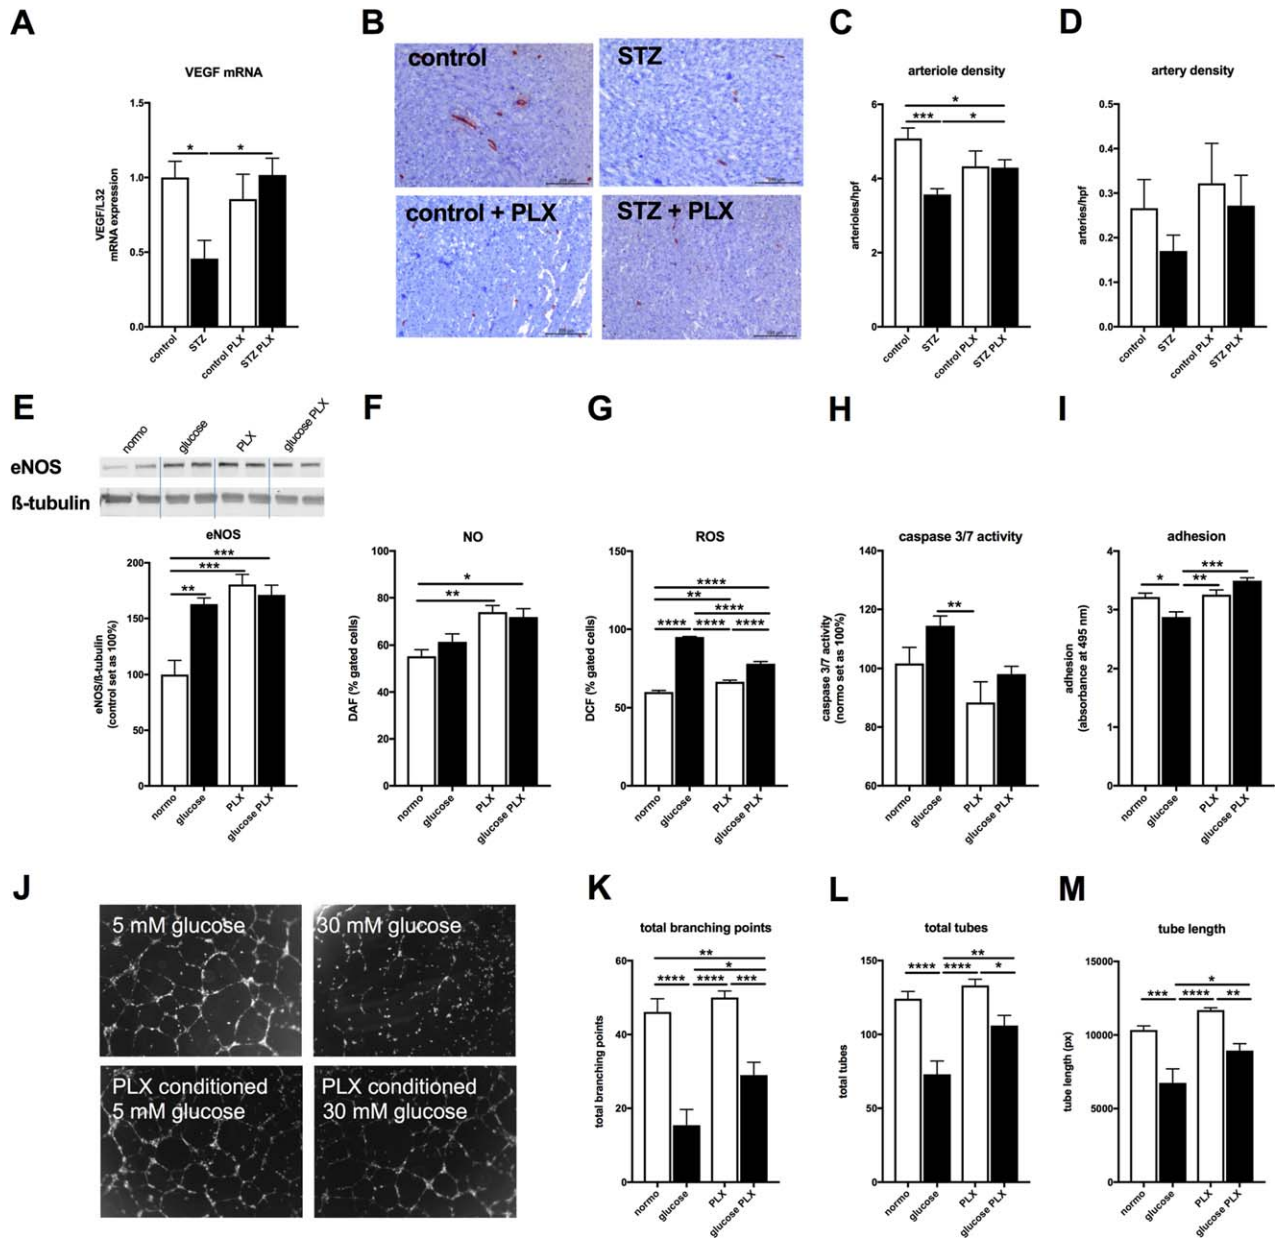 A
VEGF mRNA
VEGF/L32
mRNA expression
1.5
1.0
0.5
0.0
*
*
control
STZ
control PLX
STZ PLX
B
control
STZ
control + PLX
STZ + PLX
C
arteriole density
arterioles/hpf
6
4
2
0
*
***
*
control
STZ
control PLX
STZ PLX
D
artery density
arteries/hpf
0.5
0.4
0.3
0.2
0.1
0.0
control
STZ
control PLX
STZ PLX
E
normo
glucose
PLX
glucose PLX
eNOS
ß-tubulin
eNOS
eNOS/ß-tubulin
(control set as 100%)
200
150
100
50
0
***
***
**
normo
glucose
PLX
glucose PLX
F
NO
DAF (% gated cells)
100
80
60
40
20
0
*
**
normo
glucose
PLX
glucose PLX
G
ROS
DCF (% gated cells)
150
100
50
0
****
**
****
****
****
****
normo
glucose
PLX
glucose PLX
H
caspase 3/7 activity
caspase 3/7 activity
(normo set as 100%)
140
120
100
80
60
**
normo
glucose
PLX
glucose PLX
I
adhesion
adhesion
(absorbance at 495 nm)
4
3
2
1
0
***
*
**
normo
glucose
PLX
glucose PLX
J
5 mM glucose
30 mM glucose
PLX conditioned
5 mM glucose
PLX conditioned
30 mM glucose
K
total branching points
total branching points
60
40
20
0
**
*
****
****
***
normo
glucose
PLX
glucose PLX
L
total tubes
total tubes
150
100
50
0
**
****
****
*
normo
glucose
PLX
glucose PLX
M
tube length
tube length (px)
15000
10000
5000
0
*
***
****
**
normo
glucose
PLX
glucose PLX